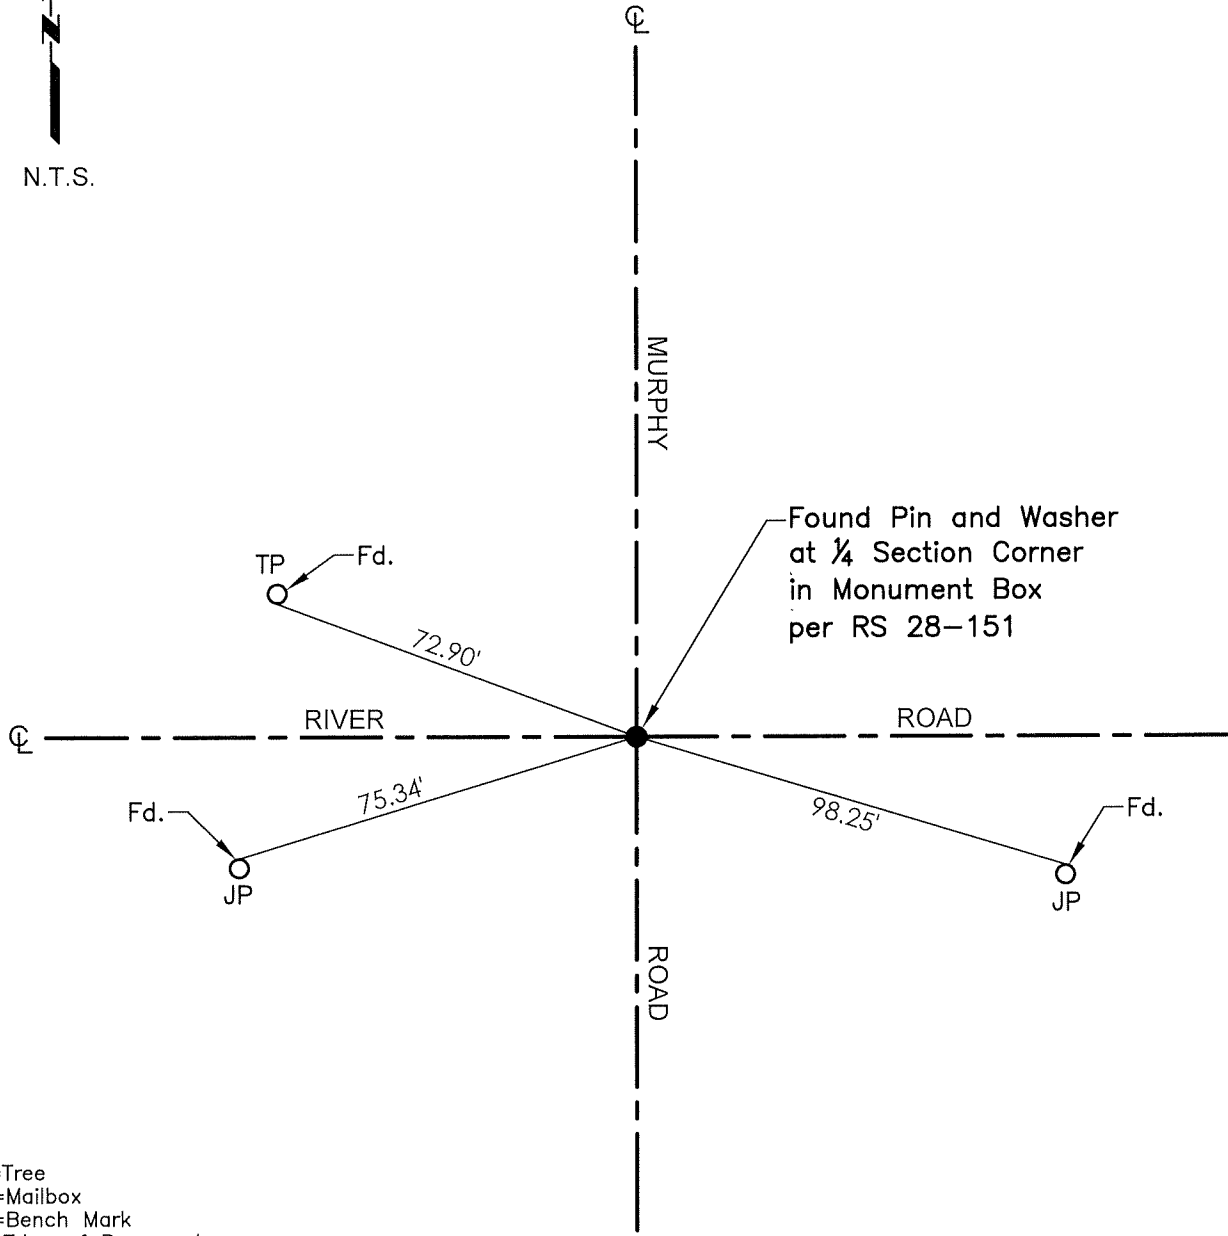 ℄
N
N.T.S.
MURPHY
Found Pin and Washer
at ¼ Section Corner
in Monument Box
per RS 28-151
TP
Fd.
72.90'
℄
RIVER
ROAD
75.34'
98.25'
Fd.
Fd.
JP
JP
ROAD
=Tree
=Mailbox
=Bench Mark